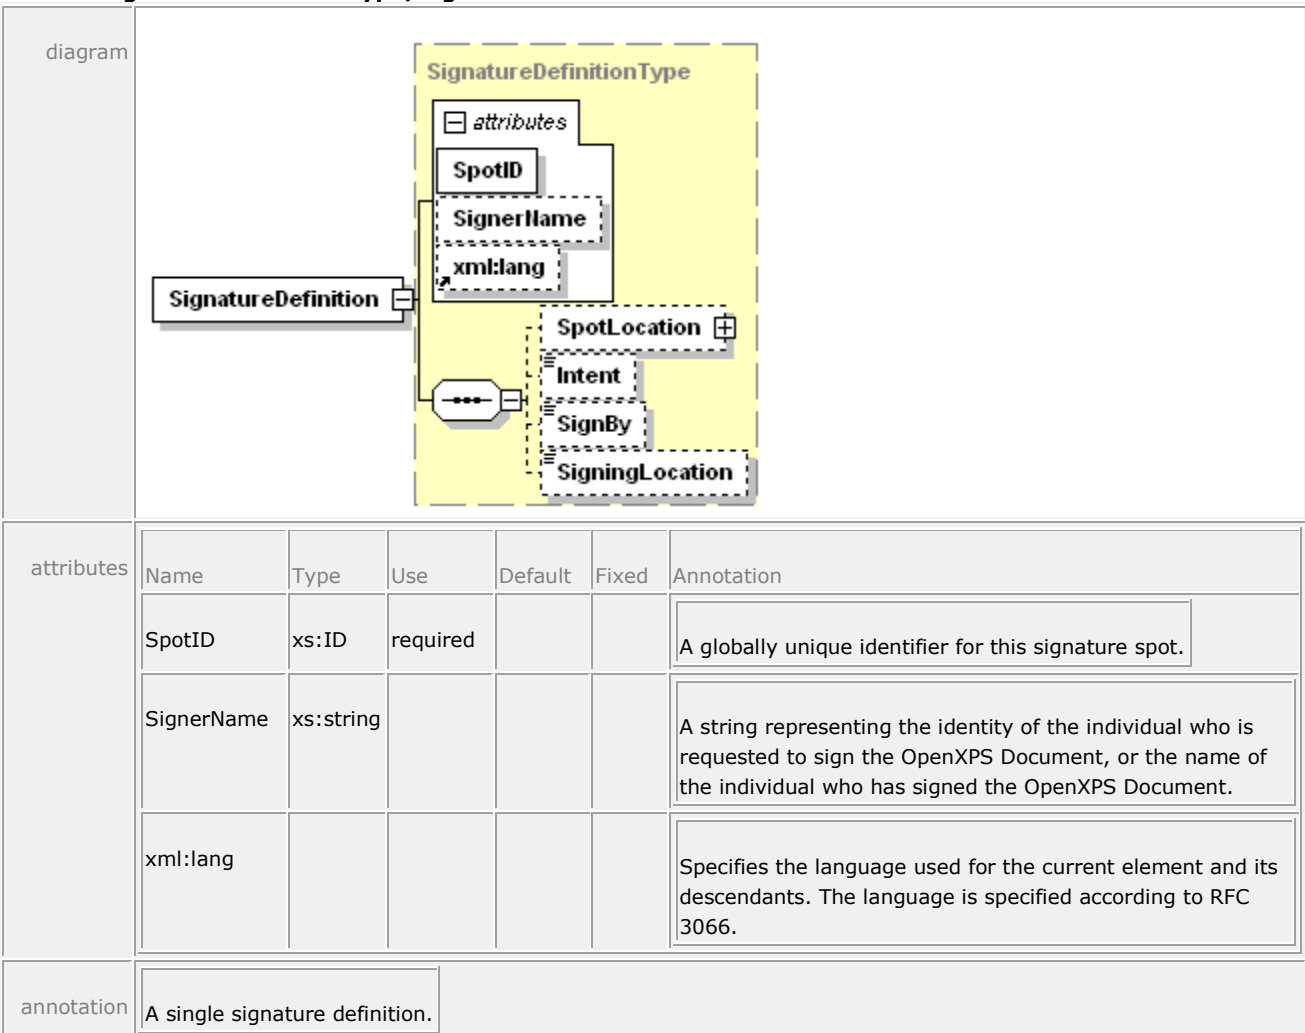 diagram
SignatureDefinitionType
attributes
SpotID
SignerName
xml:lang
SignatureDefinition
SpotLocation
Intent
SignBy
SigningLocation
attributes
Name Type Use Default Fixed Annotation
SpotID xs:ID required A globally unique identifier for this signature spot.
SignerName xs:string A string representing the identity of the individual who is
requested to sign the OpenXPS Document, or the name of
the individual who has signed the OpenXPS Document.
xml:lang Specifies the language used for the current element and its
descendants. The language is specified according to RFC
3066.
annotation A single signature definition.